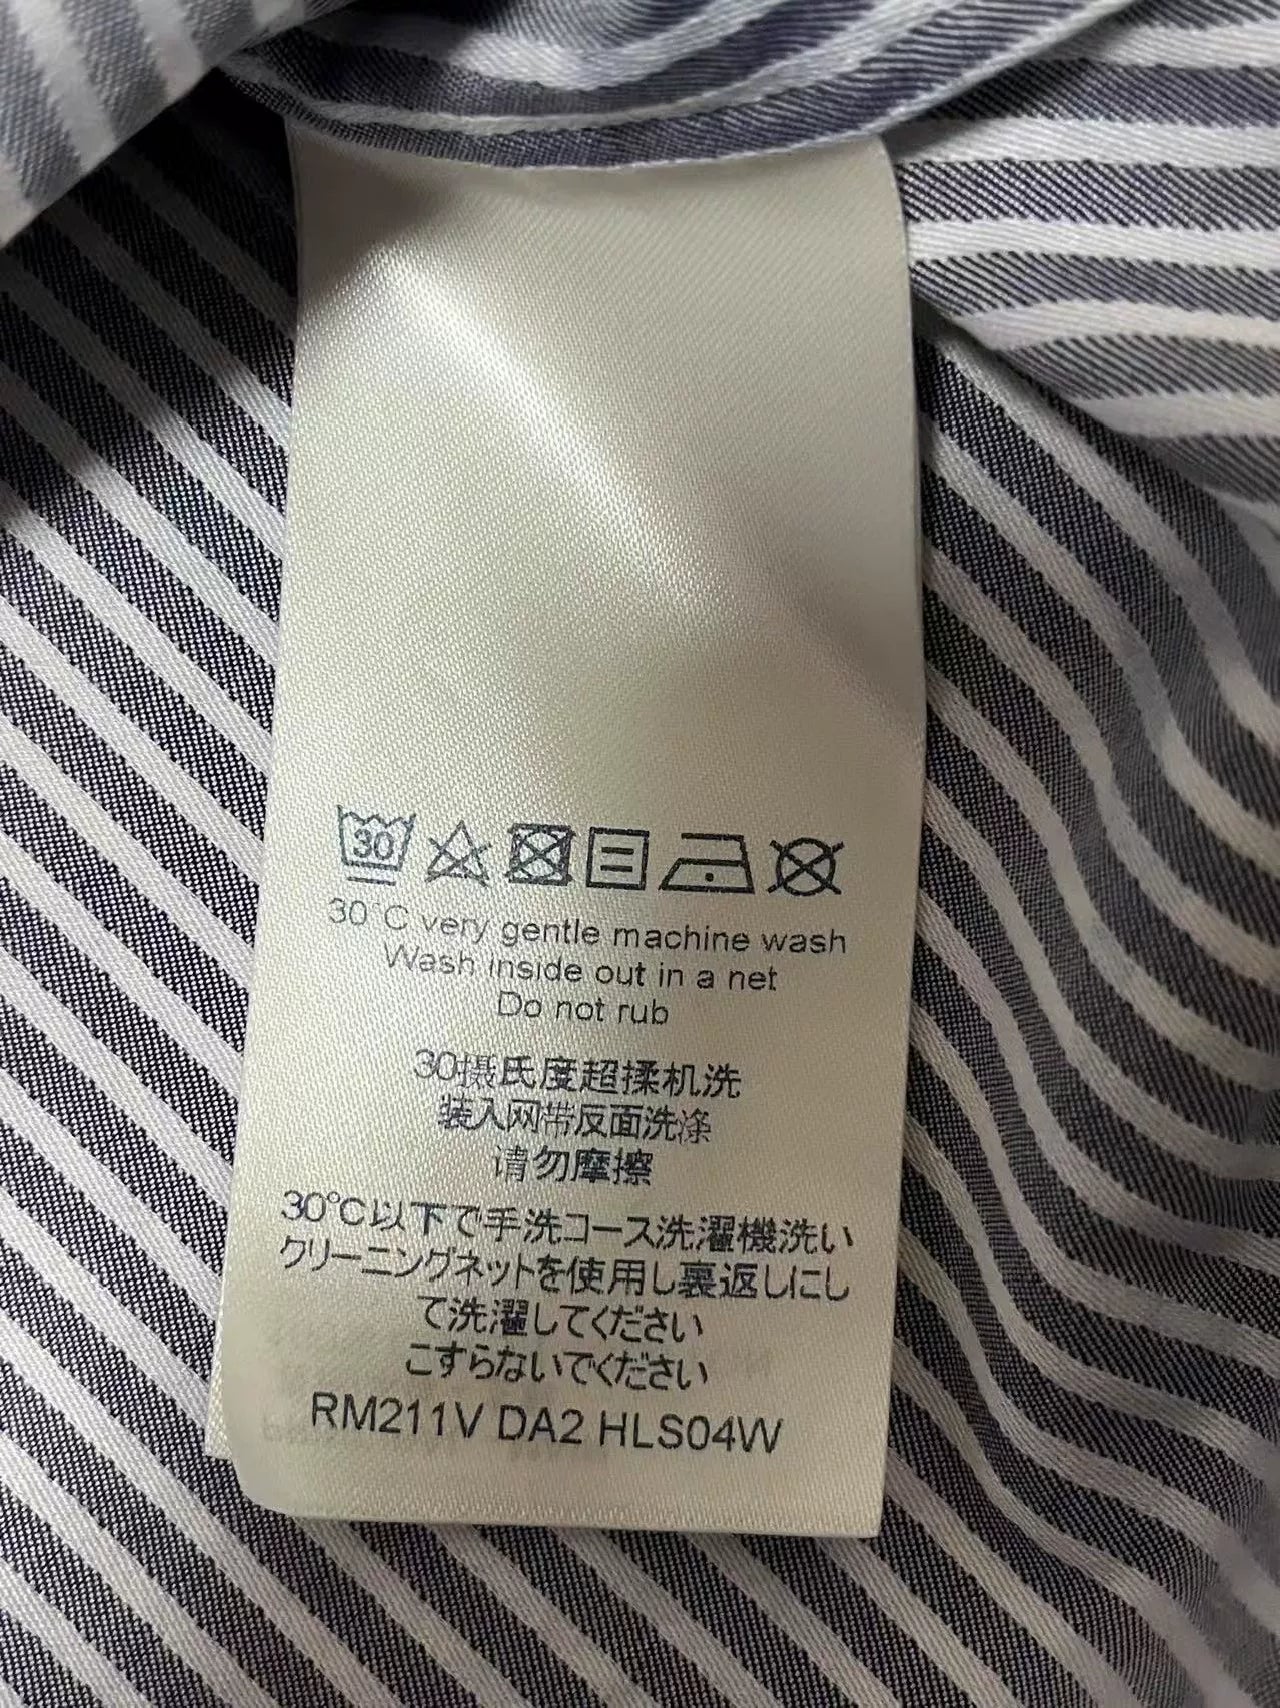 30
30°C very gentle machine wash
Wash inside out in a net
Do not rub
30摄氏度超揉机洗
装入网带反面洗涤
请勿摩擦
30℃以下で手洗コース洗濯機洗い
クリーニングネットを使用し裏返しにし
て洗濯してください
こすらないでください
RM211V DA2 HLS04W